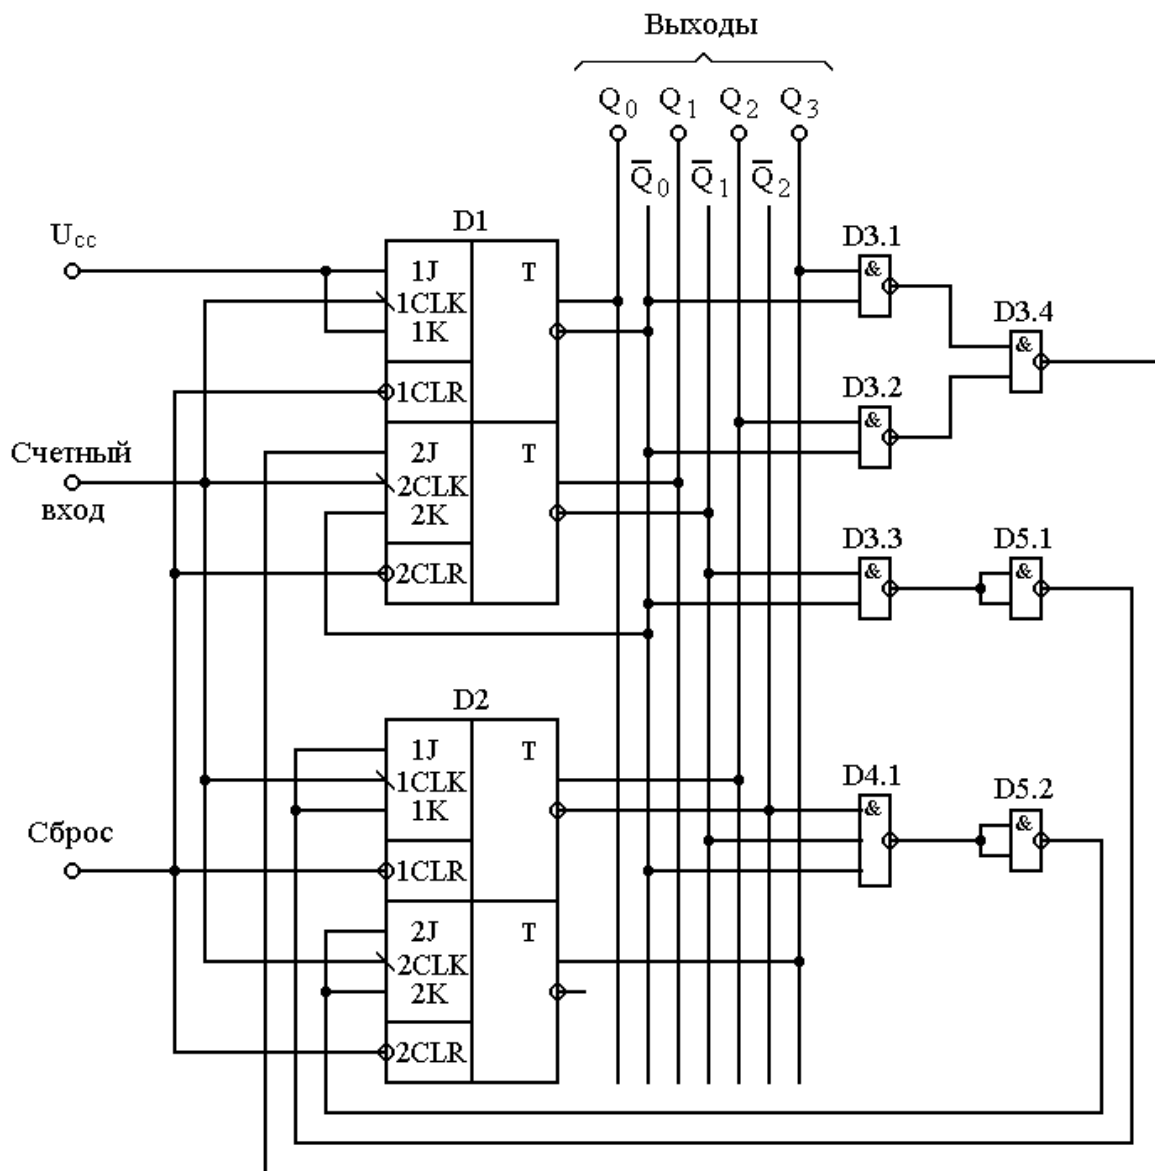 Выходы
Q0 Q1 Q2 Q3
Q̅0 Q̅1 Q̅2
D1
Ucc
1J T
1CLK
1K
1CLR
Счетный
вход
2J T
2CLK
2K
2CLR
D2
1J T
1CLK
1K
Сброс
1CLR
2J T
2CLK
2K
2CLR
D3.1
&
D3.4
&
D3.2
&
D3.3
&
D5.1
&
D4.1
&
D5.2
&